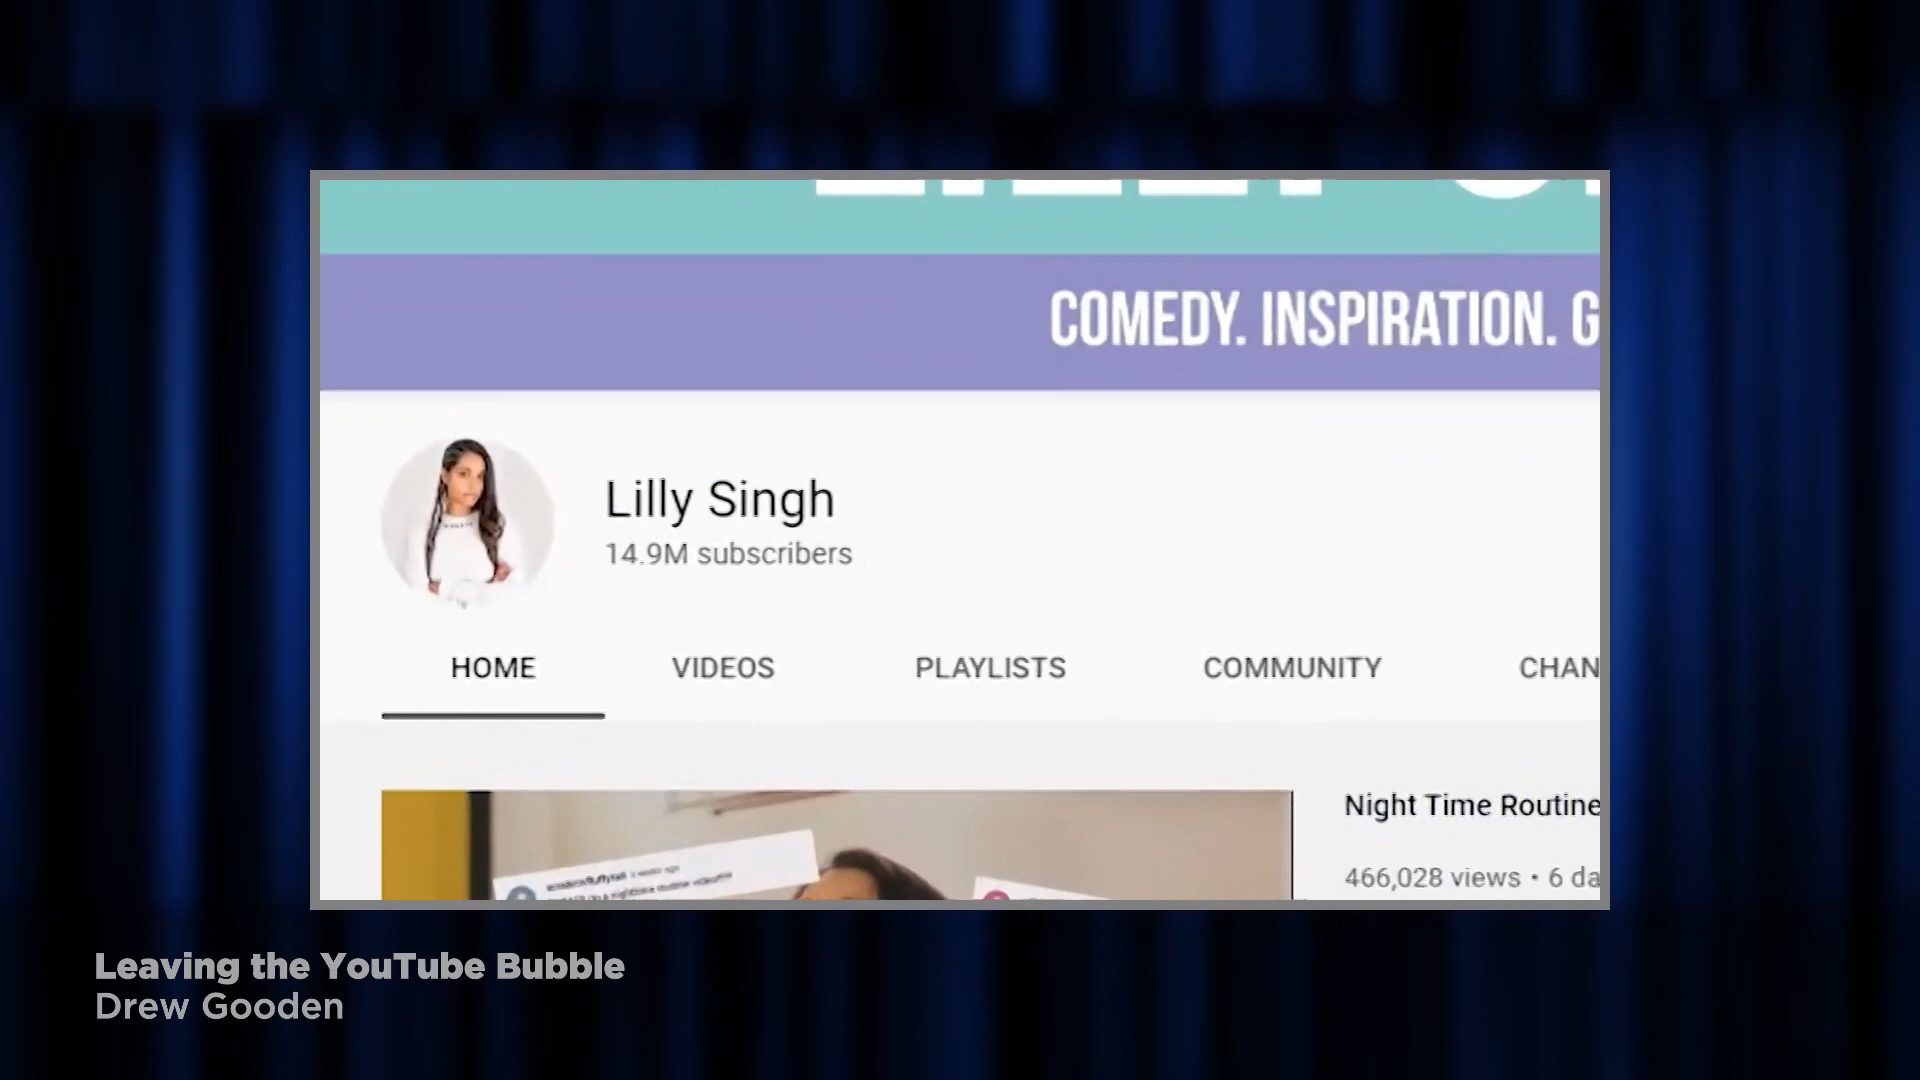 COMEDY. INSPIRATION. G
Lilly Singh
14.9M subscribers
HOME VIDEOS PLAYLISTS COMMUNITY CHAN
Night Time Routine
466,028 views • 6 da
Leaving the YouTube Bubble
Drew Gooden